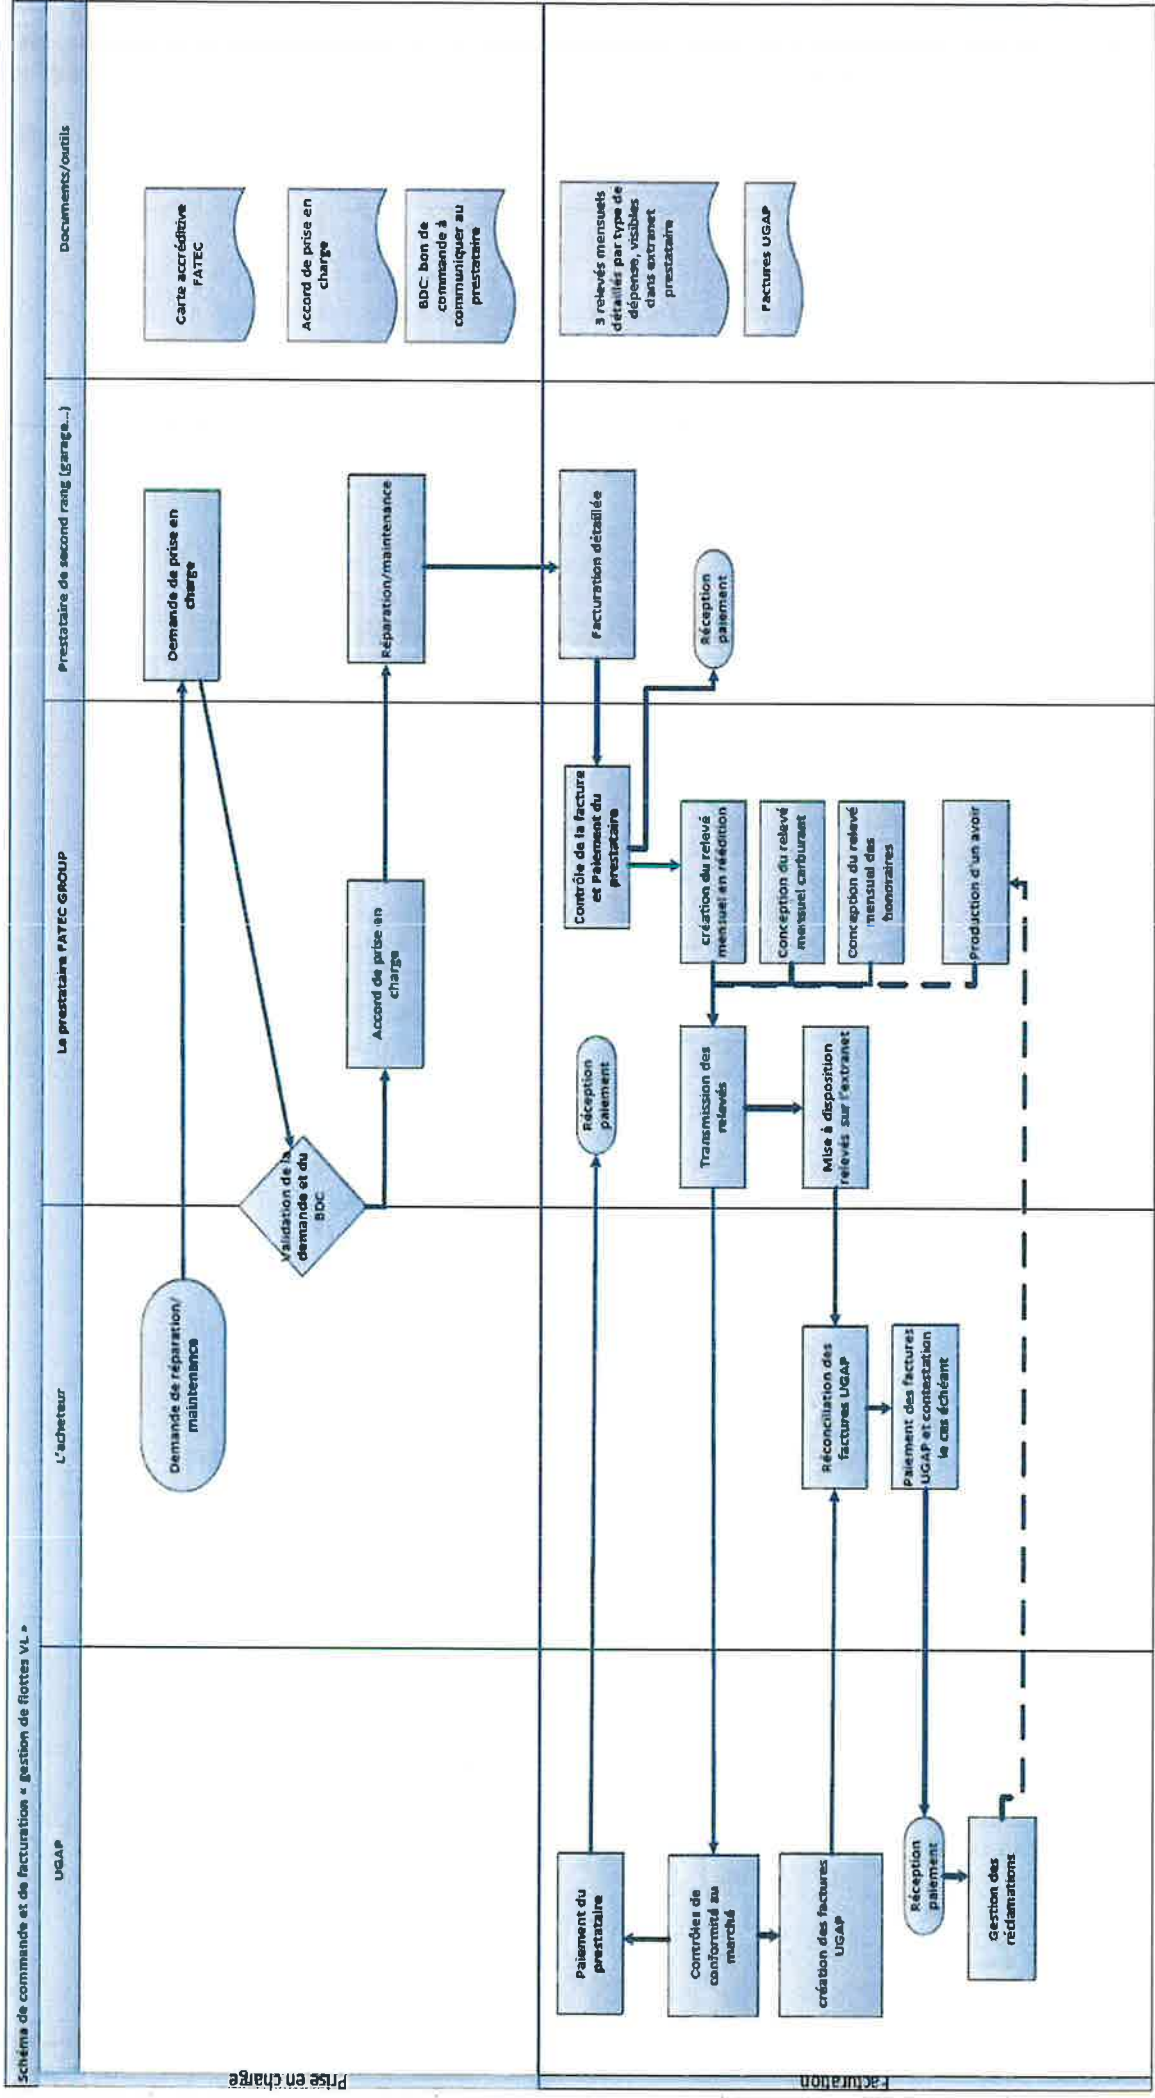 Schéma de commande et de facturation « gestion de flottes VL »
UGAP
L'acheteur
Le prestataire FATEC GROUP
Prestataire de second rang (garage...)
Documents/outils
Prise en charge
Demande de réparation/
maintenance
Demande de prise en
charge
Validation de la
demande et du
BDC
Accord de prise en
charge
Réparation/maintenance
Carte accréditive
FATEC
Accord de prise en
charge
BDC: bon de
commande à
communiquer au
prestataire
Facturation
Facturation détaillée
Contrôle de la facture
et Paiement du
prestataire
Réception
paiement
création du relevé
mensuel en réédition
Conception du relevé
mensuel carburant
Conception du relevé
mensuel des
honoraires
Production d'un avoir
Transmission des
relevés
Mise à disposition
relevés sur l'extranet
Réception
paiement
Paiement du
prestataire
Contrôles de
conformité au
marché
création des factures
UGAP
Réconciliation des
factures UGAP
Paiement des factures
UGAP et contestation
le cas échéant
Réception
paiement
Gestion des
réclamations
3 relevés mensuels
détaillés par type de
dépense, visibles
dans extranet
prestataire
Factures UGAP